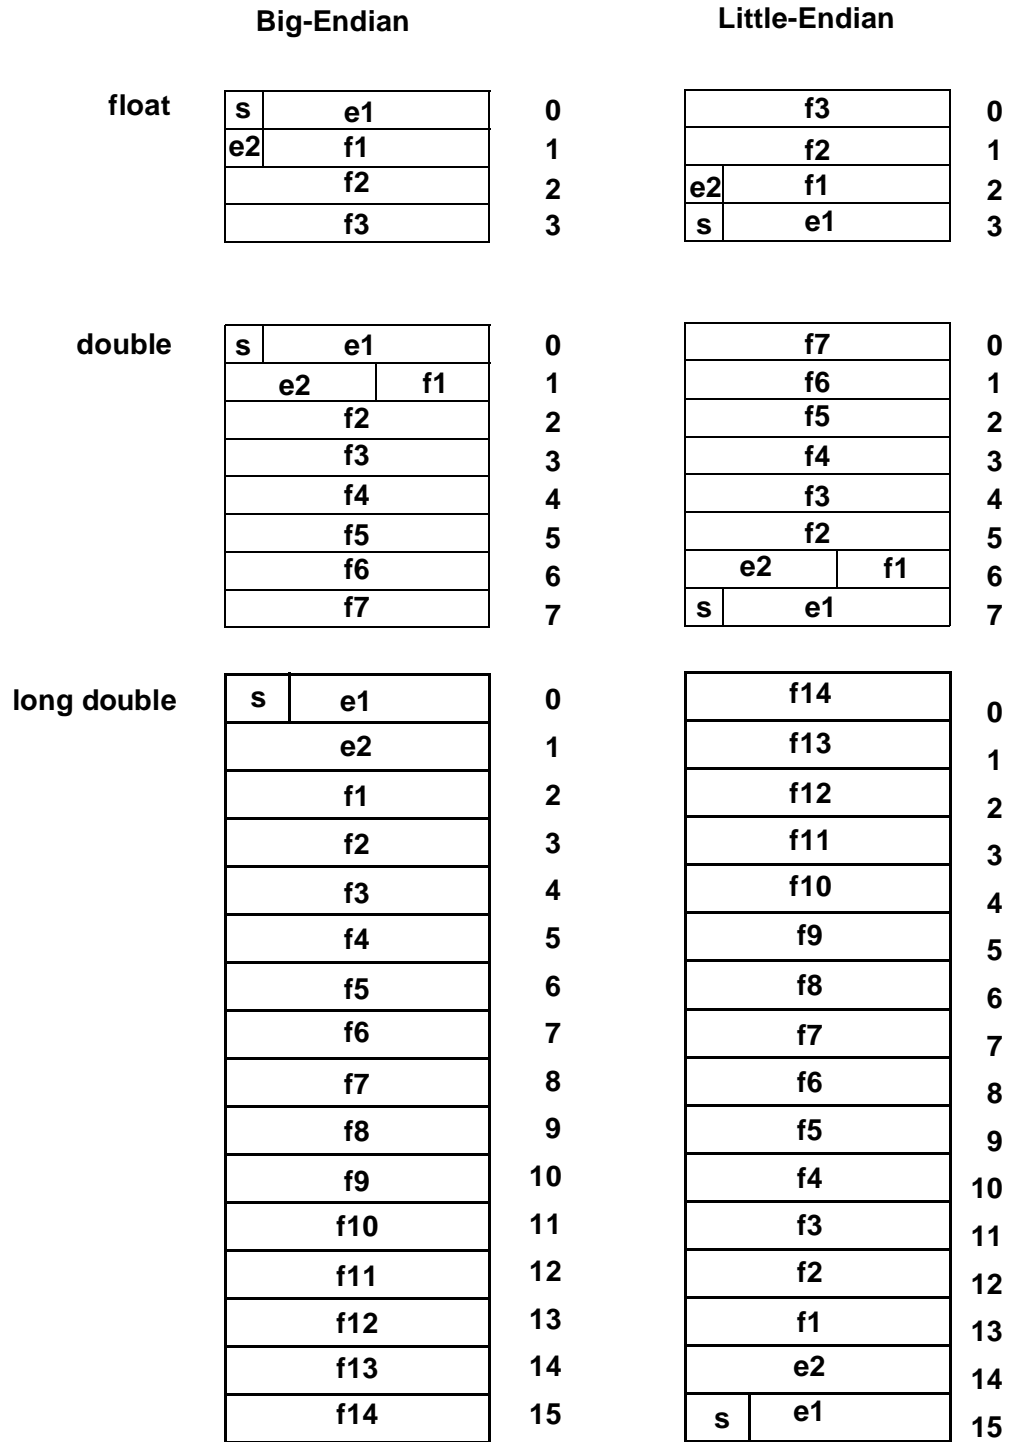 Big-Endian Little-Endian
float s e1 0 f3 0
e2 f1 1 f2 1
f2 2 e2 f1 2
f3 3 s e1 3
double s e1 0 f7 0
e2 f1 1 f6 1
f2 2 f5 2
f3 3 f4 3
f4 4 f3 4
f5 5 f2 5
f6 6 e2 f1 6
f7 7 s e1 7
long double s e1 0 f14 0
e2 1 f13 1
f1 2 f12 2
f2 3 f11 3
f3 4 f10 4
f4 5 f9 5
f5 6 f8 6
f6 7 f7 7
f7 8 f6 8
f8 9 f5 9
f9 10 f4 10
f10 11 f3 11
f11 12 f2 12
f12 13 f1 13
f13 14 e2 14
f14 15 s e1 15